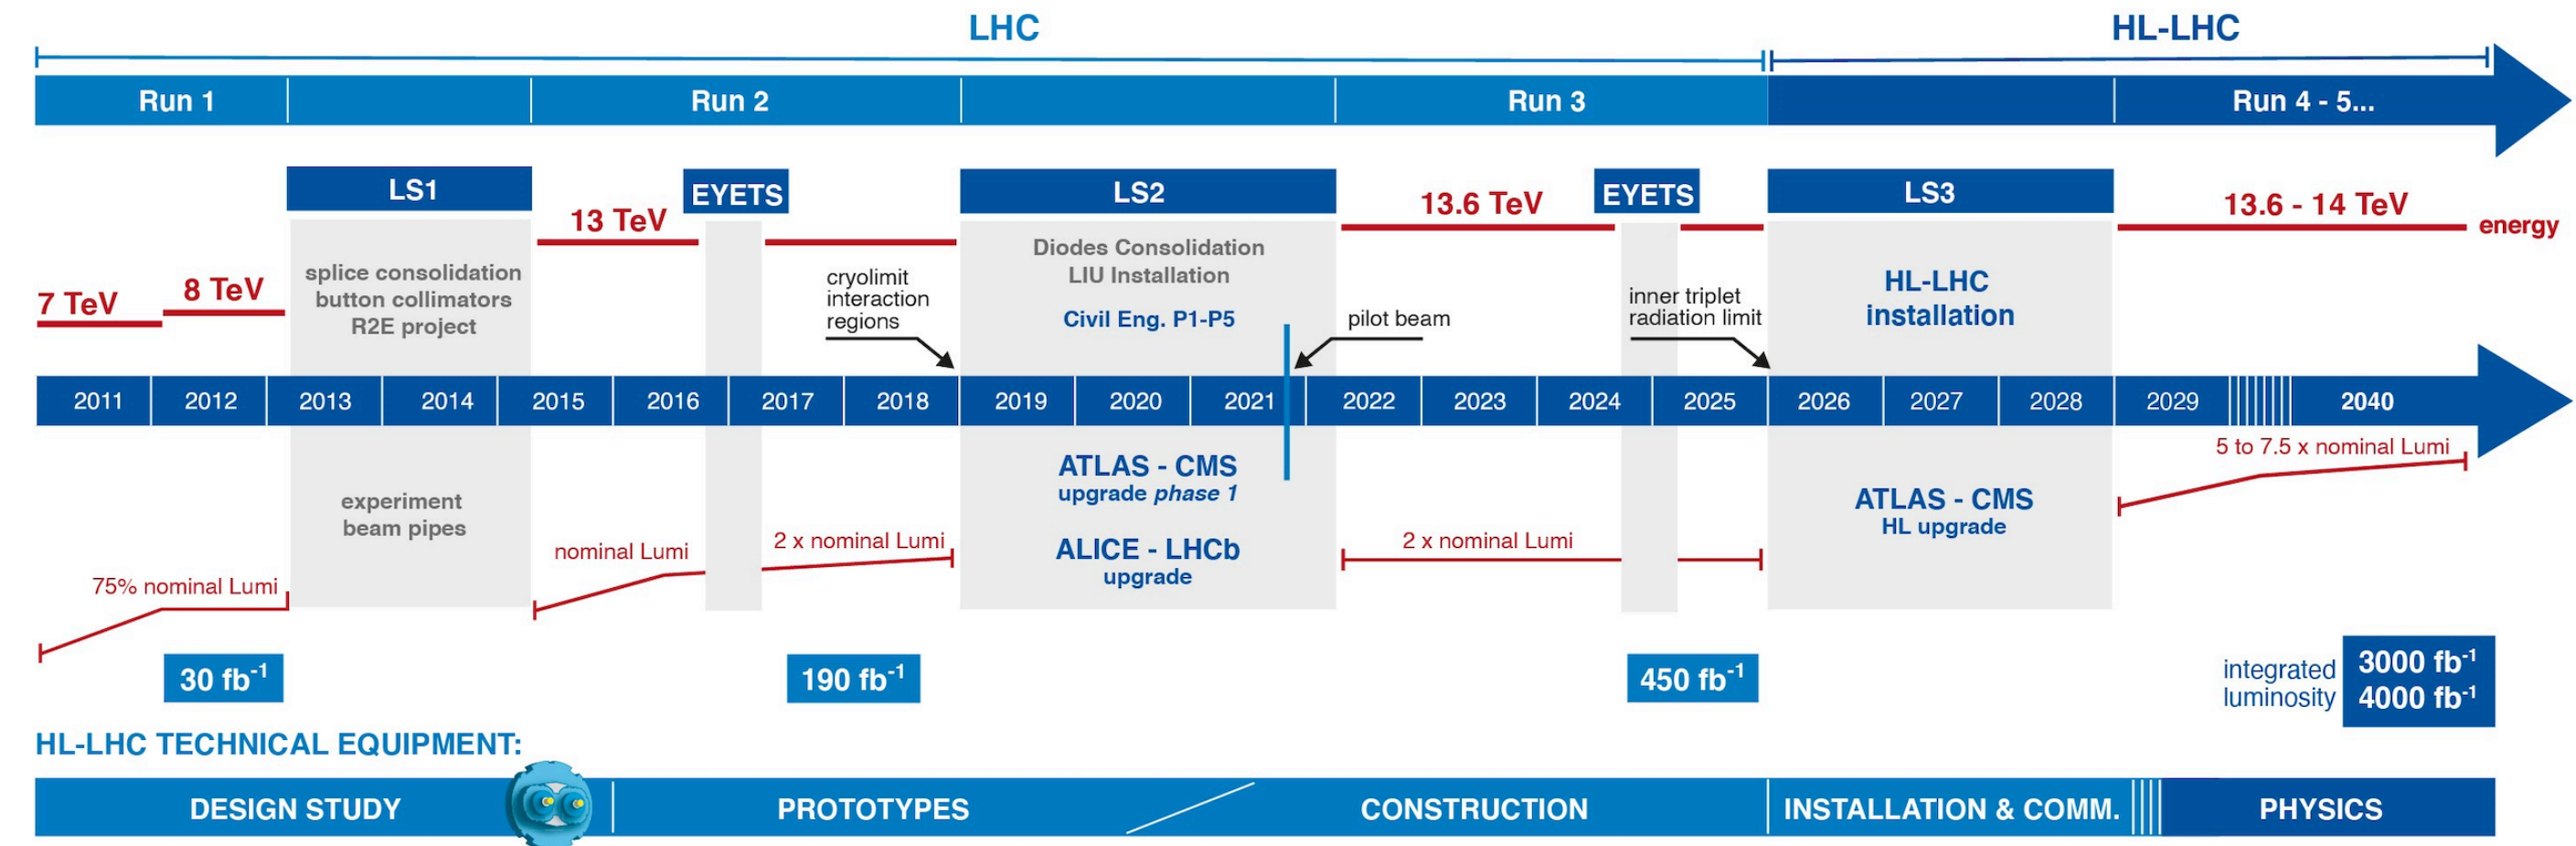 LHC
HL-LHC
Run 1
Run 2
Run 3
Run 4 - 5...
LS1
EYETS
LS2
EYETS
LS3
13 TeV
13.6 TeV
13.6 - 14 TeV
energy
7 TeV
8 TeV
splice consolidation
button collimators
R2E project
cryolimit
interaction
regions
Diodes Consolidation
LIU Installation
Civil Eng. P1-P5
pilot beam
inner triplet
radiation limit
HL-LHC
installation
2011
2012
2013
2014
2015
2016
2017
2018
2019
2020
2021
2022
2023
2024
2025
2026
2027
2028
2029
2040
5 to 7.5 x nominal Lumi
experiment
beam pipes
ATLAS - CMS
upgrade phase 1
ALICE - LHCb
upgrade
ATLAS - CMS
HL upgrade
75% nominal Lumi
nominal Lumi
2 x nominal Lumi
2 x nominal Lumi
30 fb⁻¹
190 fb⁻¹
450 fb⁻¹
integrated
luminosity
3000 fb⁻¹
4000 fb⁻¹
HL-LHC TECHNICAL EQUIPMENT:
DESIGN STUDY
PROTOTYPES
CONSTRUCTION
INSTALLATION & COMM.
PHYSICS